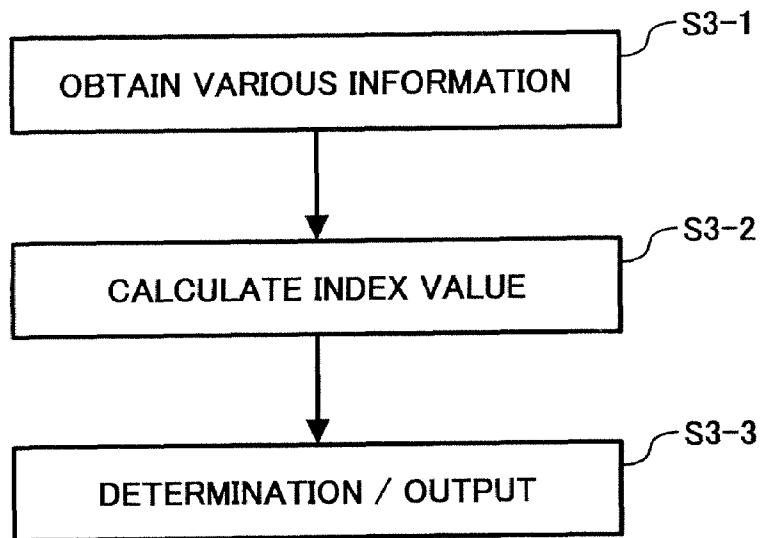 S3-1
OBTAIN VARIOUS INFORMATION
S3-2
CALCULATE INDEX VALUE
S3-3
DETERMINATION / OUTPUT